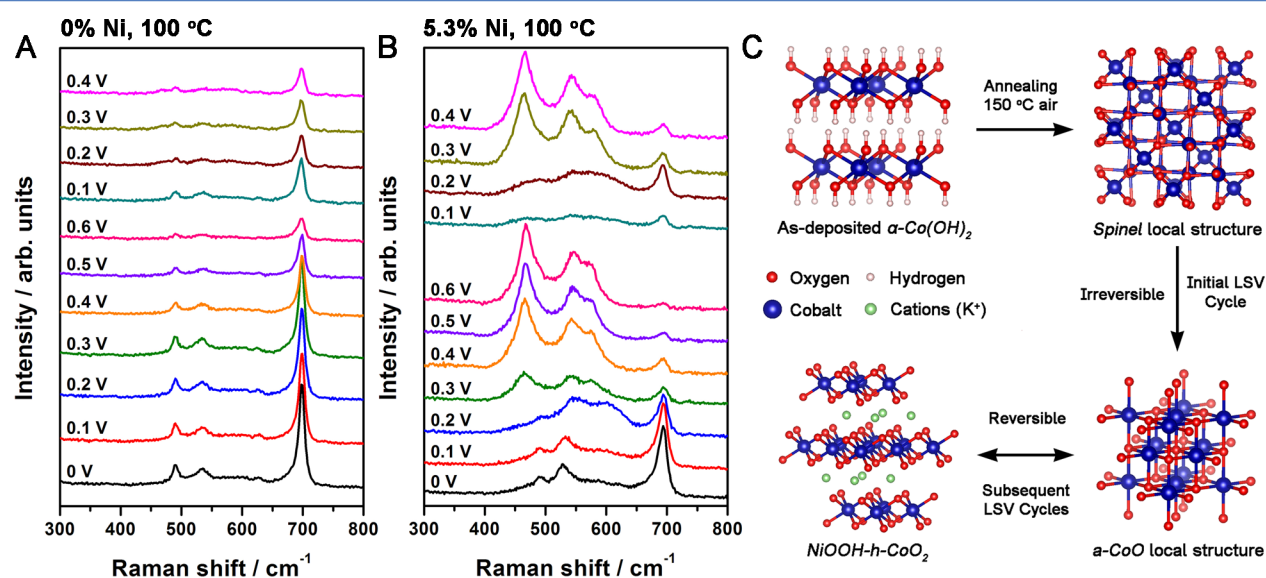 A
0% Ni, 100 °C
0.4 V
0.3 V
0.2 V
0.1 V
0.6 V
0.5 V
0.4 V
0.3 V
0.2 V
0.1 V
0 V
Intensity / arb. units
300 400 500 600 700 800
Raman shift / cm⁻¹
B
5.3% Ni, 100 °C
0.4 V
0.3 V
0.2 V
0.1 V
0.6 V
0.5 V
0.4 V
0.3 V
0.2 V
0.1 V
0 V
Intensity / arb. units
300 400 500 600 700 800
Raman shift / cm⁻¹
C
Annealing
150 °C air
As-deposited α-Co(OH)₂
Spinel local structure
Oxygen
Hydrogen
Cobalt
Cations (K⁺)
Irreversible
Initial LSV
Cycle
Reversible
Subsequent
LSV Cycles
NiOOH-h-CoO₂
a-CoO local structure